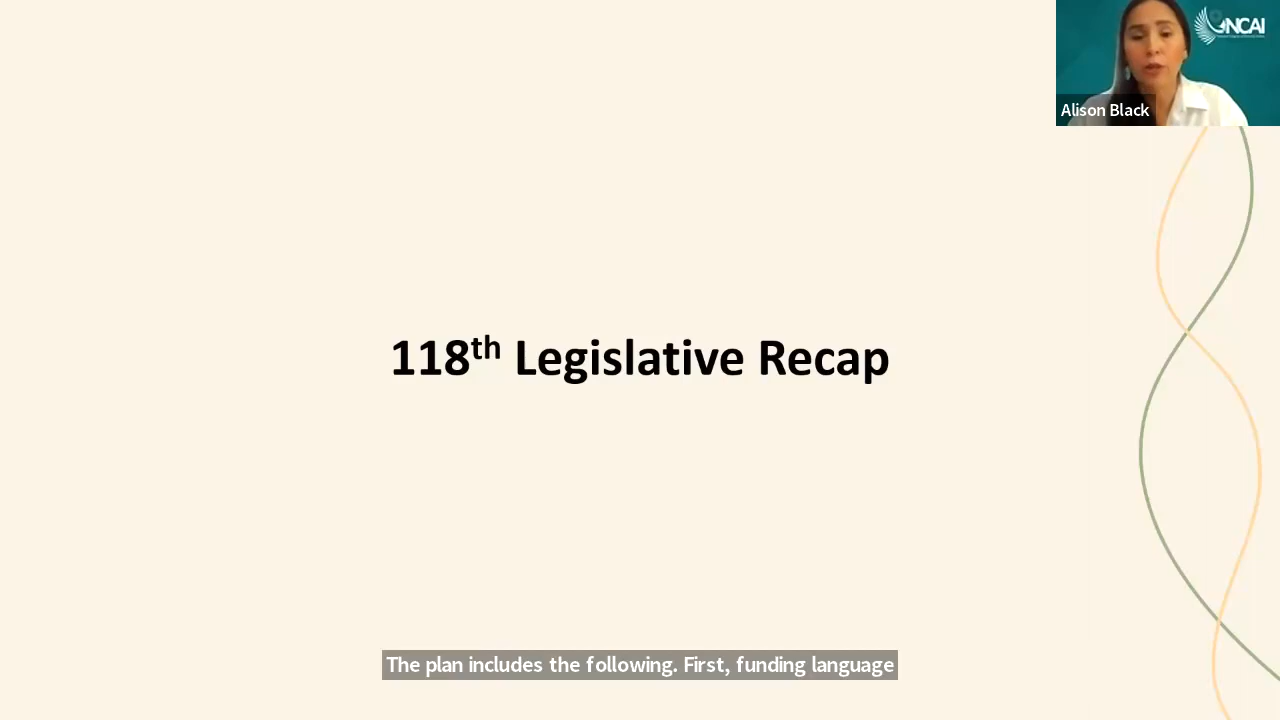 NCAI
Alison Black
118th Legislative Recap
The plan includes the following. First, funding language